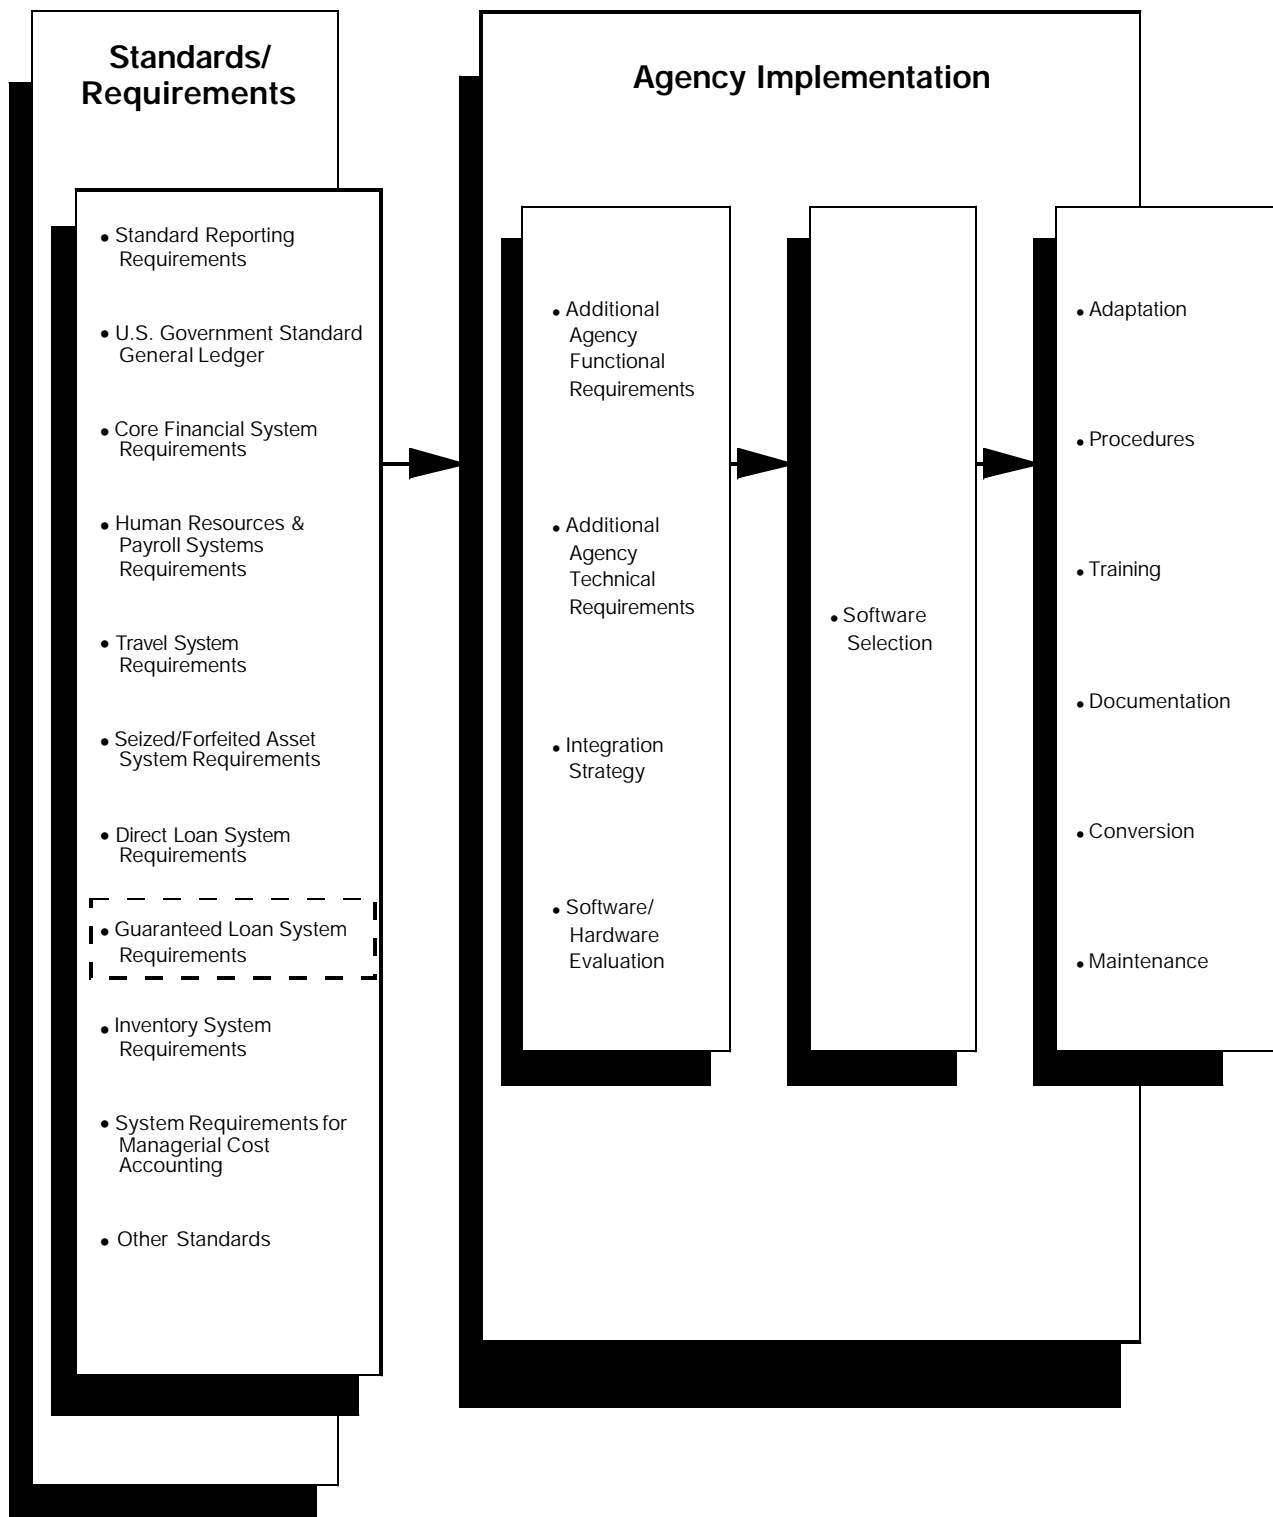 Standards/
Requirements
• Standard Reporting
Requirements
• U.S. Government Standard
General Ledger
• Core Financial System
Requirements
• Human Resources &
Payroll Systems
Requirements
• Travel System
Requirements
• Seized/Forfeited Asset
System Requirements
• Direct Loan System
Requirements
• Guaranteed Loan System
Requirements
• Inventory System
Requirements
• System Requirements for
Managerial Cost
Accounting
• Other Standards
Agency Implementation
• Additional
Agency
Functional
Requirements
• Additional
Agency
Technical
Requirements
• Integration
Strategy
• Software/
Hardware
Evaluation
• Software
Selection
• Adaptation
• Procedures
• Training
• Documentation
• Conversion
• Maintenance